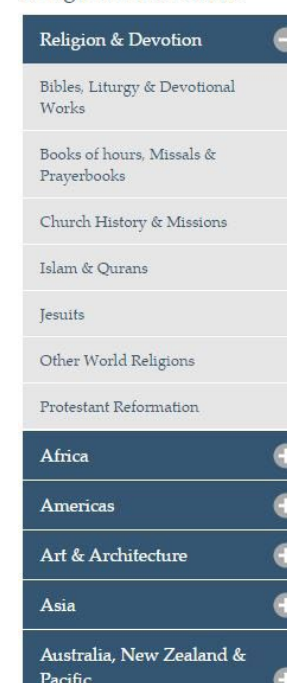 Religion & Devotion
Bibles, Liturgy & Devotional
Works
Books of hours, Missals &
Prayerbooks
Church History & Missions
Islam & Qurans
Jesuits
Other World Religions
Protestant Reformation
Africa
Americas
Art & Architecture
Asia
Australia, New Zealand &
Pacific